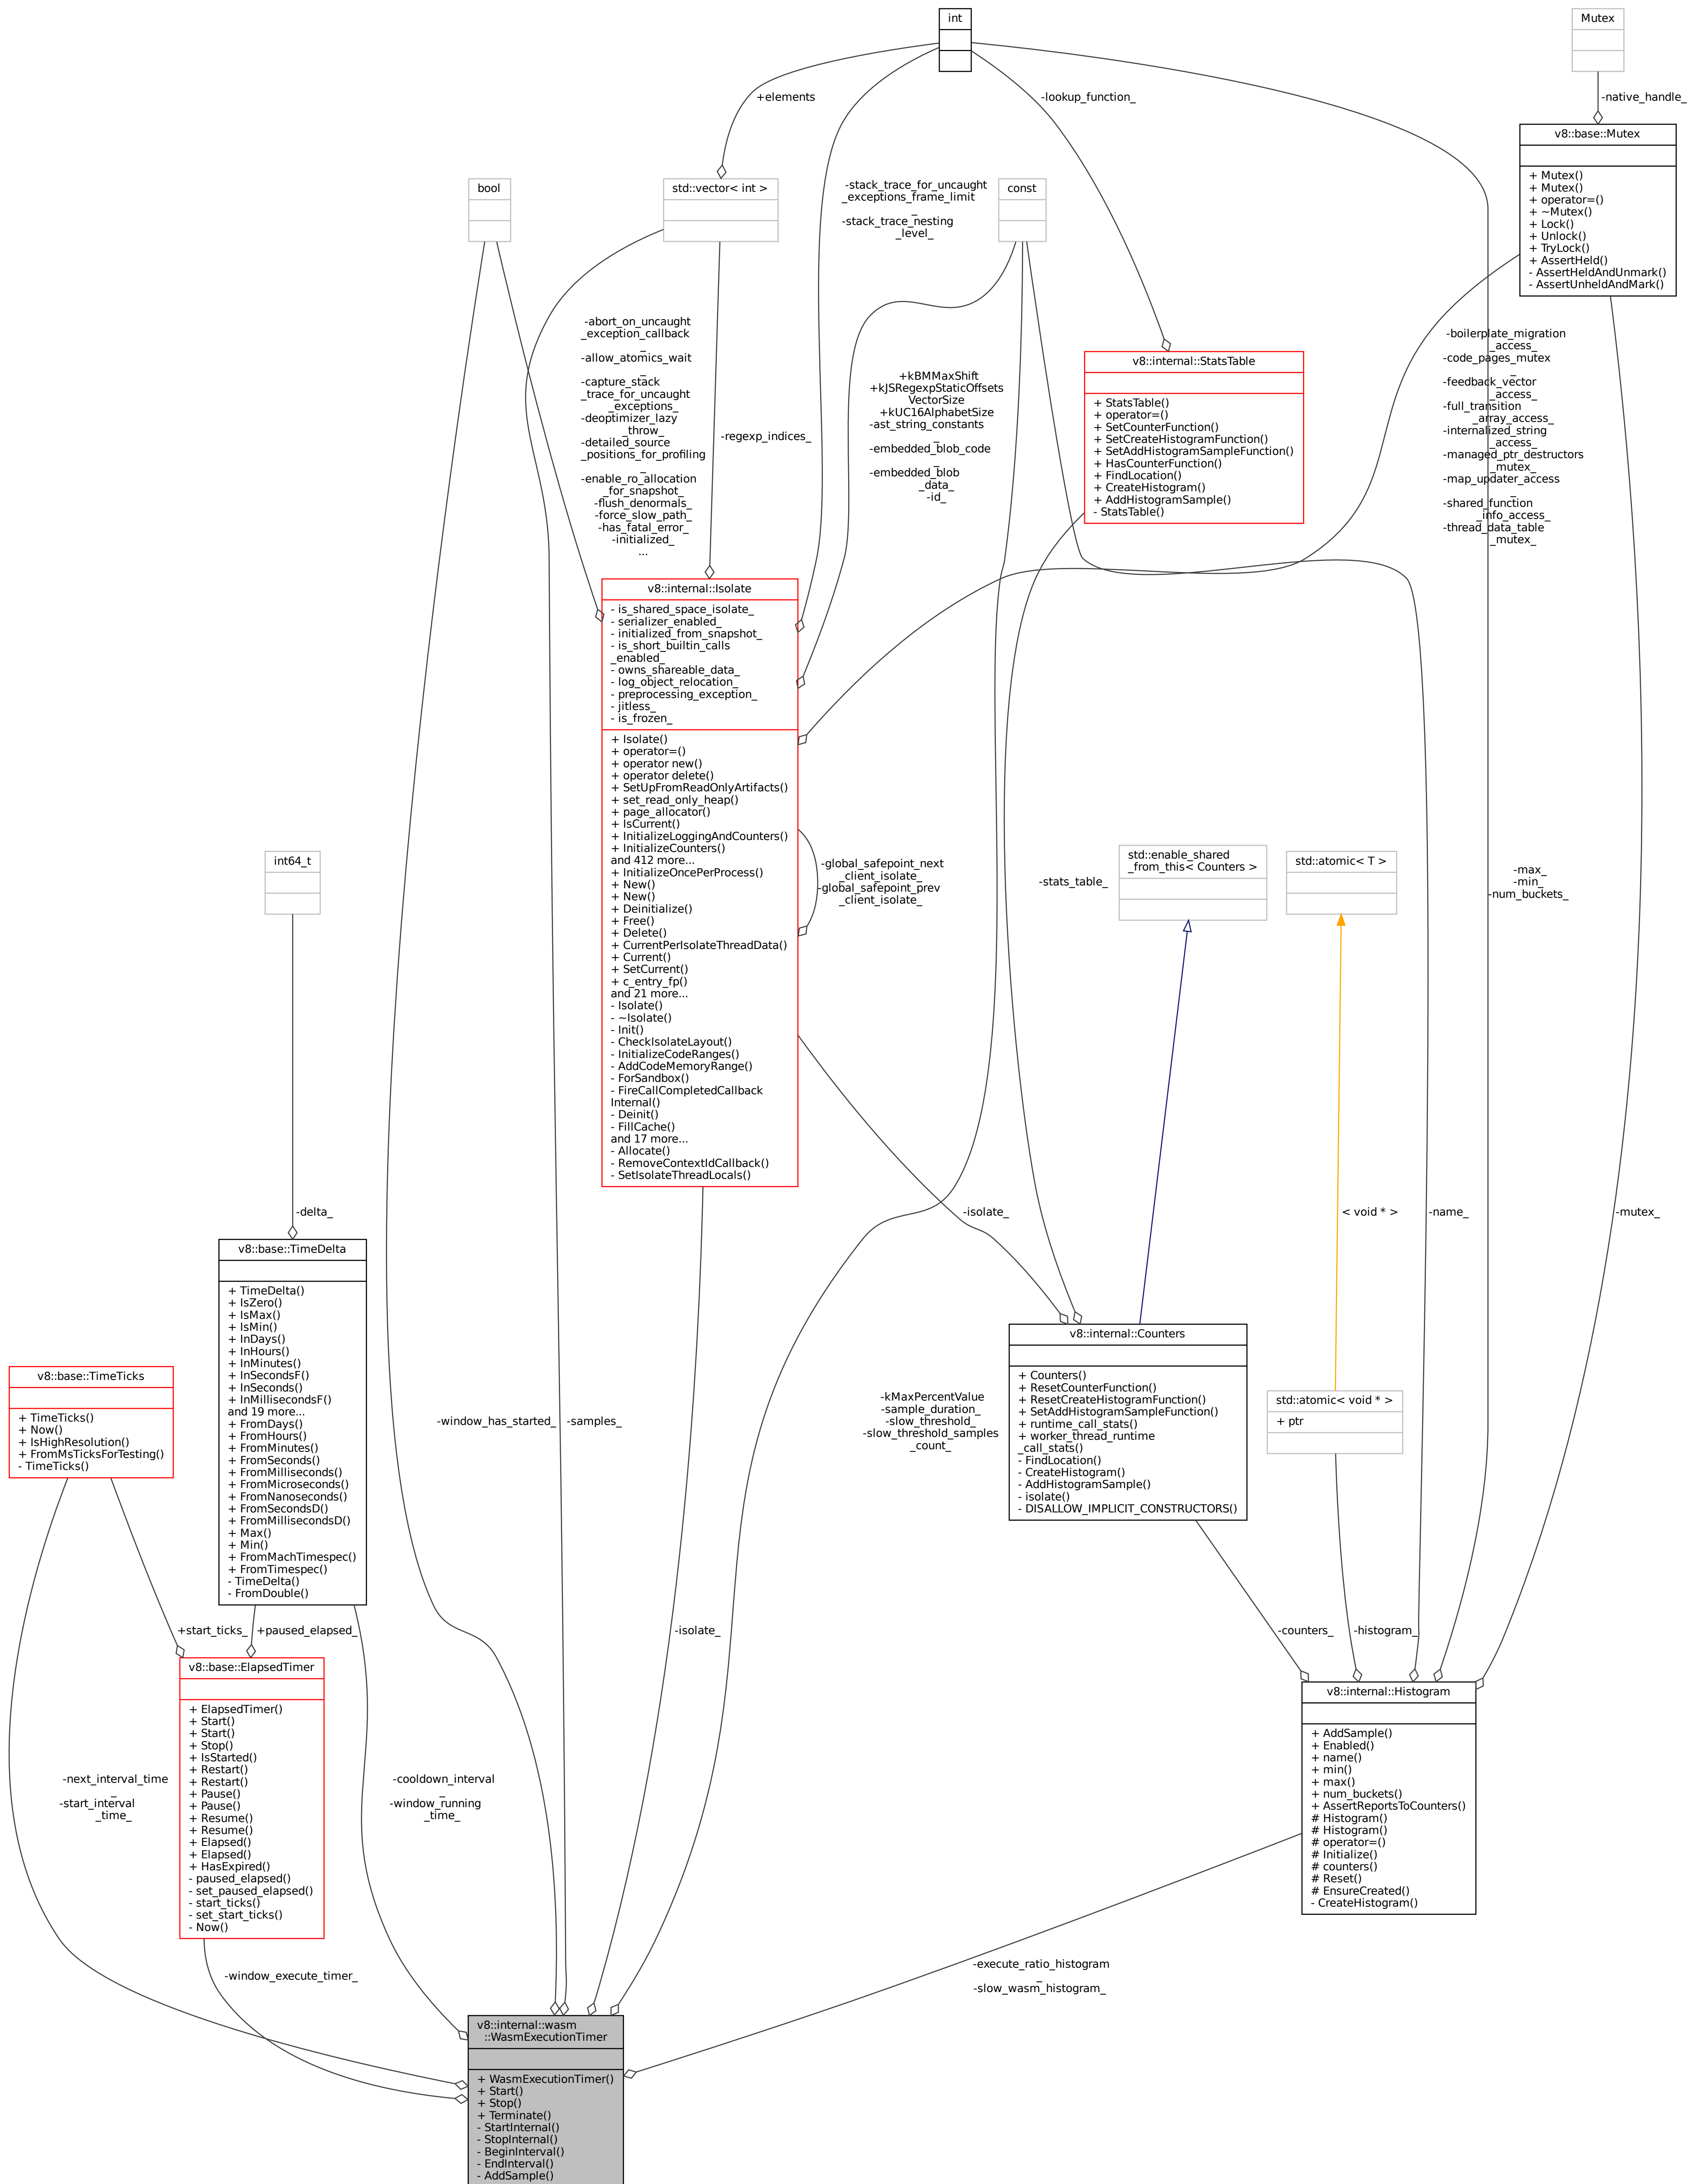 int
Mutex
+elements
-lookup_function_
-native_handle_
v8::base::Mutex
+ Mutex()
+ Mutex()
+ operator=()
+ ~Mutex()
+ Lock()
+ Unlock()
+ TryLock()
+ AssertHeld()
- AssertHeldAndUnmark()
- AssertUnheldAndMark()
bool
std::vector< int >
-stack_trace_for_uncaught
_exceptions_frame_limit
_
-stack_trace_nesting
_level_
const
-abort_on_uncaught
_exception_callback
_
-allow_atomics_wait
_
-capture_stack
_trace_for_uncaught
_exceptions_
-deoptimizer_lazy
_throw_
-detailed_source
_positions_for_profiling
_
-enable_ro_allocation
_for_snapshot_
-flush_denormals_
-force_slow_path_
-has_fatal_error_
-initialized_
...
-regexp_indices_
+kBMMaxShift
+kJSRegexpStaticOffsets
VectorSize
+kUC16AlphabetSize
-ast_string_constants
_
-embedded_blob_code
_
-embedded_blob
_data_
-id_
v8::internal::StatsTable
+ StatsTable()
+ operator=()
+ SetCounterFunction()
+ SetCreateHistogramFunction()
+ SetAddHistogramSampleFunction()
+ HasCounterFunction()
+ FindLocation()
+ CreateHistogram()
+ AddHistogramSample()
- StatsTable()
-boilerplate_migration
_access_
-code_pages_mutex
_
-feedback_vector
_access_
-full_transition
_array_access_
-internalized_string
_access_
-managed_ptr_destructors
_mutex_
-map_updater_access
_
-shared_function
_info_access_
-thread_data_table
_mutex_
v8::internal::Isolate
- is_shared_space_isolate_
- serializer_enabled_
- initialized_from_snapshot_
- is_short_builtin_calls
_enabled_
- owns_shareable_data_
- log_object_relocation_
- preprocessing_exception_
- jitless_
- is_frozen_
+ Isolate()
+ operator=()
+ operator new()
+ operator delete()
+ SetUpFromReadOnlyArtifacts()
+ set_read_only_heap()
+ page_allocator()
+ IsCurrent()
+ InitializeLoggingAndCounters()
+ InitializeCounters()
and 412 more...
+ InitializeOncePerProcess()
+ New()
+ New()
+ Deinitialize()
+ Free()
+ Delete()
+ CurrentPerIsolateThreadData()
+ Current()
+ SetCurrent()
+ c_entry_fp()
and 21 more...
- Isolate()
- ~Isolate()
- Init()
- CheckIsolateLayout()
- InitializeCodeRanges()
- AddCodeMemoryRange()
- ForSandbox()
- FireCallCompletedCallback
Internal()
- Deinit()
- FillCache()
and 17 more...
- Allocate()
- RemoveContextIdCallback()
- SetIsolateThreadLocals()
-global_safepoint_next
_client_isolate_
-global_safepoint_prev
_client_isolate_
-stats_table_
std::enable_shared
_from_this< Counters >
std::atomic< T >
-max_
-min_
-num_buckets_
int64_t
-delta_
-isolate_
< void * >
-name_
-mutex_
v8::base::TimeDelta
+ TimeDelta()
+ IsZero()
+ IsMax()
+ IsMin()
+ InDays()
+ InHours()
+ InMinutes()
+ InSecondsF()
+ InSeconds()
+ InMillisecondsF()
and 19 more...
+ FromDays()
+ FromHours()
+ FromMinutes()
+ FromSeconds()
+ FromMilliseconds()
+ FromMicroseconds()
+ FromNanoseconds()
+ FromSecondsD()
+ FromMillisecondsD()
+ Max()
+ Min()
+ FromMachTimespec()
+ FromTimespec()
- TimeDelta()
- FromDouble()
v8::base::TimeTicks
+ TimeTicks()
+ Now()
+ IsHighResolution()
+ FromMsTicksForTesting()
- TimeTicks()
-window_has_started_
-samples_
-kMaxPercentValue
-sample_duration_
-slow_threshold_
-slow_threshold_samples
_count_
v8::internal::Counters
+ Counters()
+ ResetCounterFunction()
+ ResetCreateHistogramFunction()
+ SetAddHistogramSampleFunction()
+ runtime_call_stats()
+ worker_thread_runtime
_call_stats()
- FindLocation()
- CreateHistogram()
- AddHistogramSample()
- isolate()
- DISALLOW_IMPLICIT_CONSTRUCTORS()
std::atomic< void * >
+ ptr
+start_ticks_
+paused_elapsed_
-isolate_
-counters_
-histogram_
v8::base::ElapsedTimer
+ ElapsedTimer()
+ Start()
+ Start()
+ Stop()
+ IsStarted()
+ Restart()
+ Restart()
+ Pause()
+ Pause()
+ Resume()
+ Resume()
+ Elapsed()
+ Elapsed()
+ HasExpired()
- paused_elapsed()
- set_paused_elapsed()
- start_ticks()
- set_start_ticks()
- Now()
v8::internal::Histogram
+ AddSample()
+ Enabled()
+ name()
+ min()
+ max()
+ num_buckets()
+ AssertReportsToCounters()
# Histogram()
# Histogram()
# operator=()
# Initialize()
# counters()
# Reset()
# EnsureCreated()
- CreateHistogram()
-next_interval_time
_
-start_interval
_time_
-cooldown_interval
_
-window_running
_time_
-window_execute_timer_
-execute_ratio_histogram
_
-slow_wasm_histogram_
v8::internal::wasm
::WasmExecutionTimer
+ WasmExecutionTimer()
+ Start()
+ Stop()
+ Terminate()
- StartInternal()
- StopInternal()
- BeginInterval()
- EndInterval()
- AddSample()